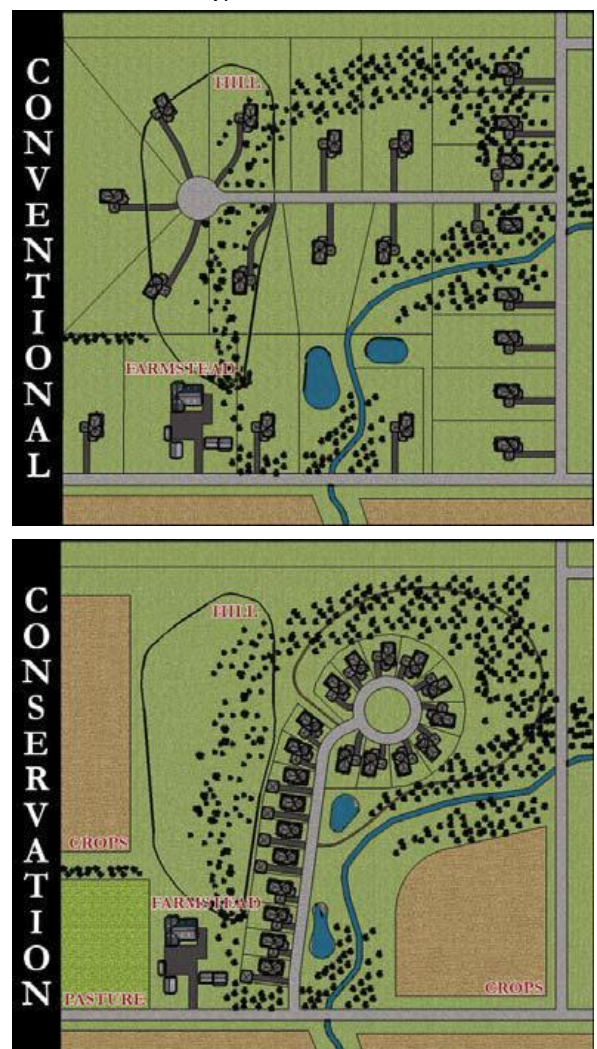 CONVENTIONAL
HILL
FARMSTEAD
CONSERVATION
HILL
CROPS
FARMSTEAD
PASTURE
CROPS